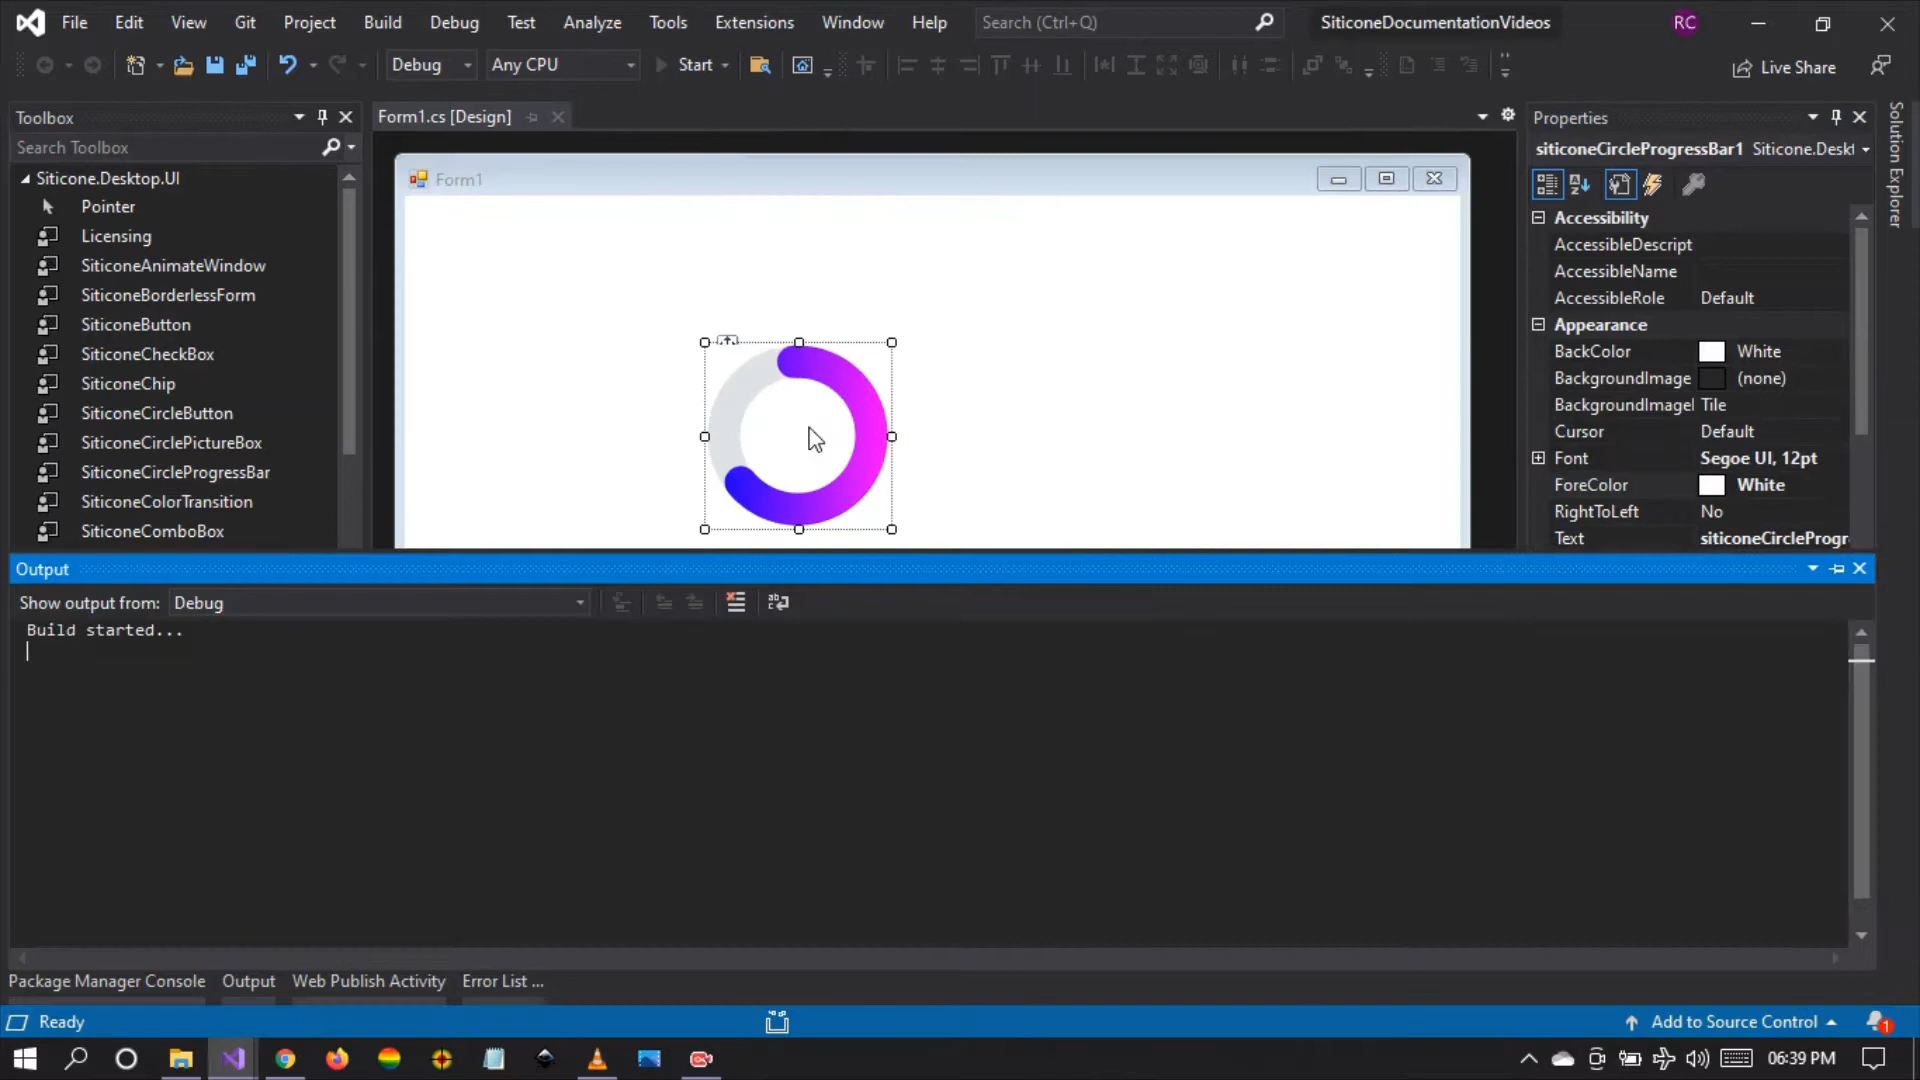 File Edit View Git Project Build Debug Test Analyze Tools Extensions Window Help Search (Ctrl+Q) SiticoneDocumentationVideos RC
Debug Any CPU Start Live Share
Toolbox
Search Toolbox
Siticone.Desktop.UI
Pointer
Licensing
SiticoneAnimateWindow
SiticoneBorderlessForm
SiticoneButton
SiticoneCheckBox
SiticoneChip
SiticoneCircleButton
SiticoneCirclePictureBox
SiticoneCircleProgressBar
SiticoneColorTransition
SiticoneComboBox
Form1.cs [Design]
Form1
Properties
siticoneCircleProgressBar1 Siticone.Deskt
Accessibility
AccessibleDescript
AccessibleName
AccessibleRole Default
Appearance
BackColor White
BackgroundImage (none)
BackgroundImagel Tile
Cursor Default
Font Segoe UI, 12pt
ForeColor White
RightToLeft No
Text siticoneCircleProgr
Solution Explorer
Output
Show output from: Debug
Build started...
Package Manager Console Output Web Publish Activity Error List ...
Ready Add to Source Control 1
06:39 PM